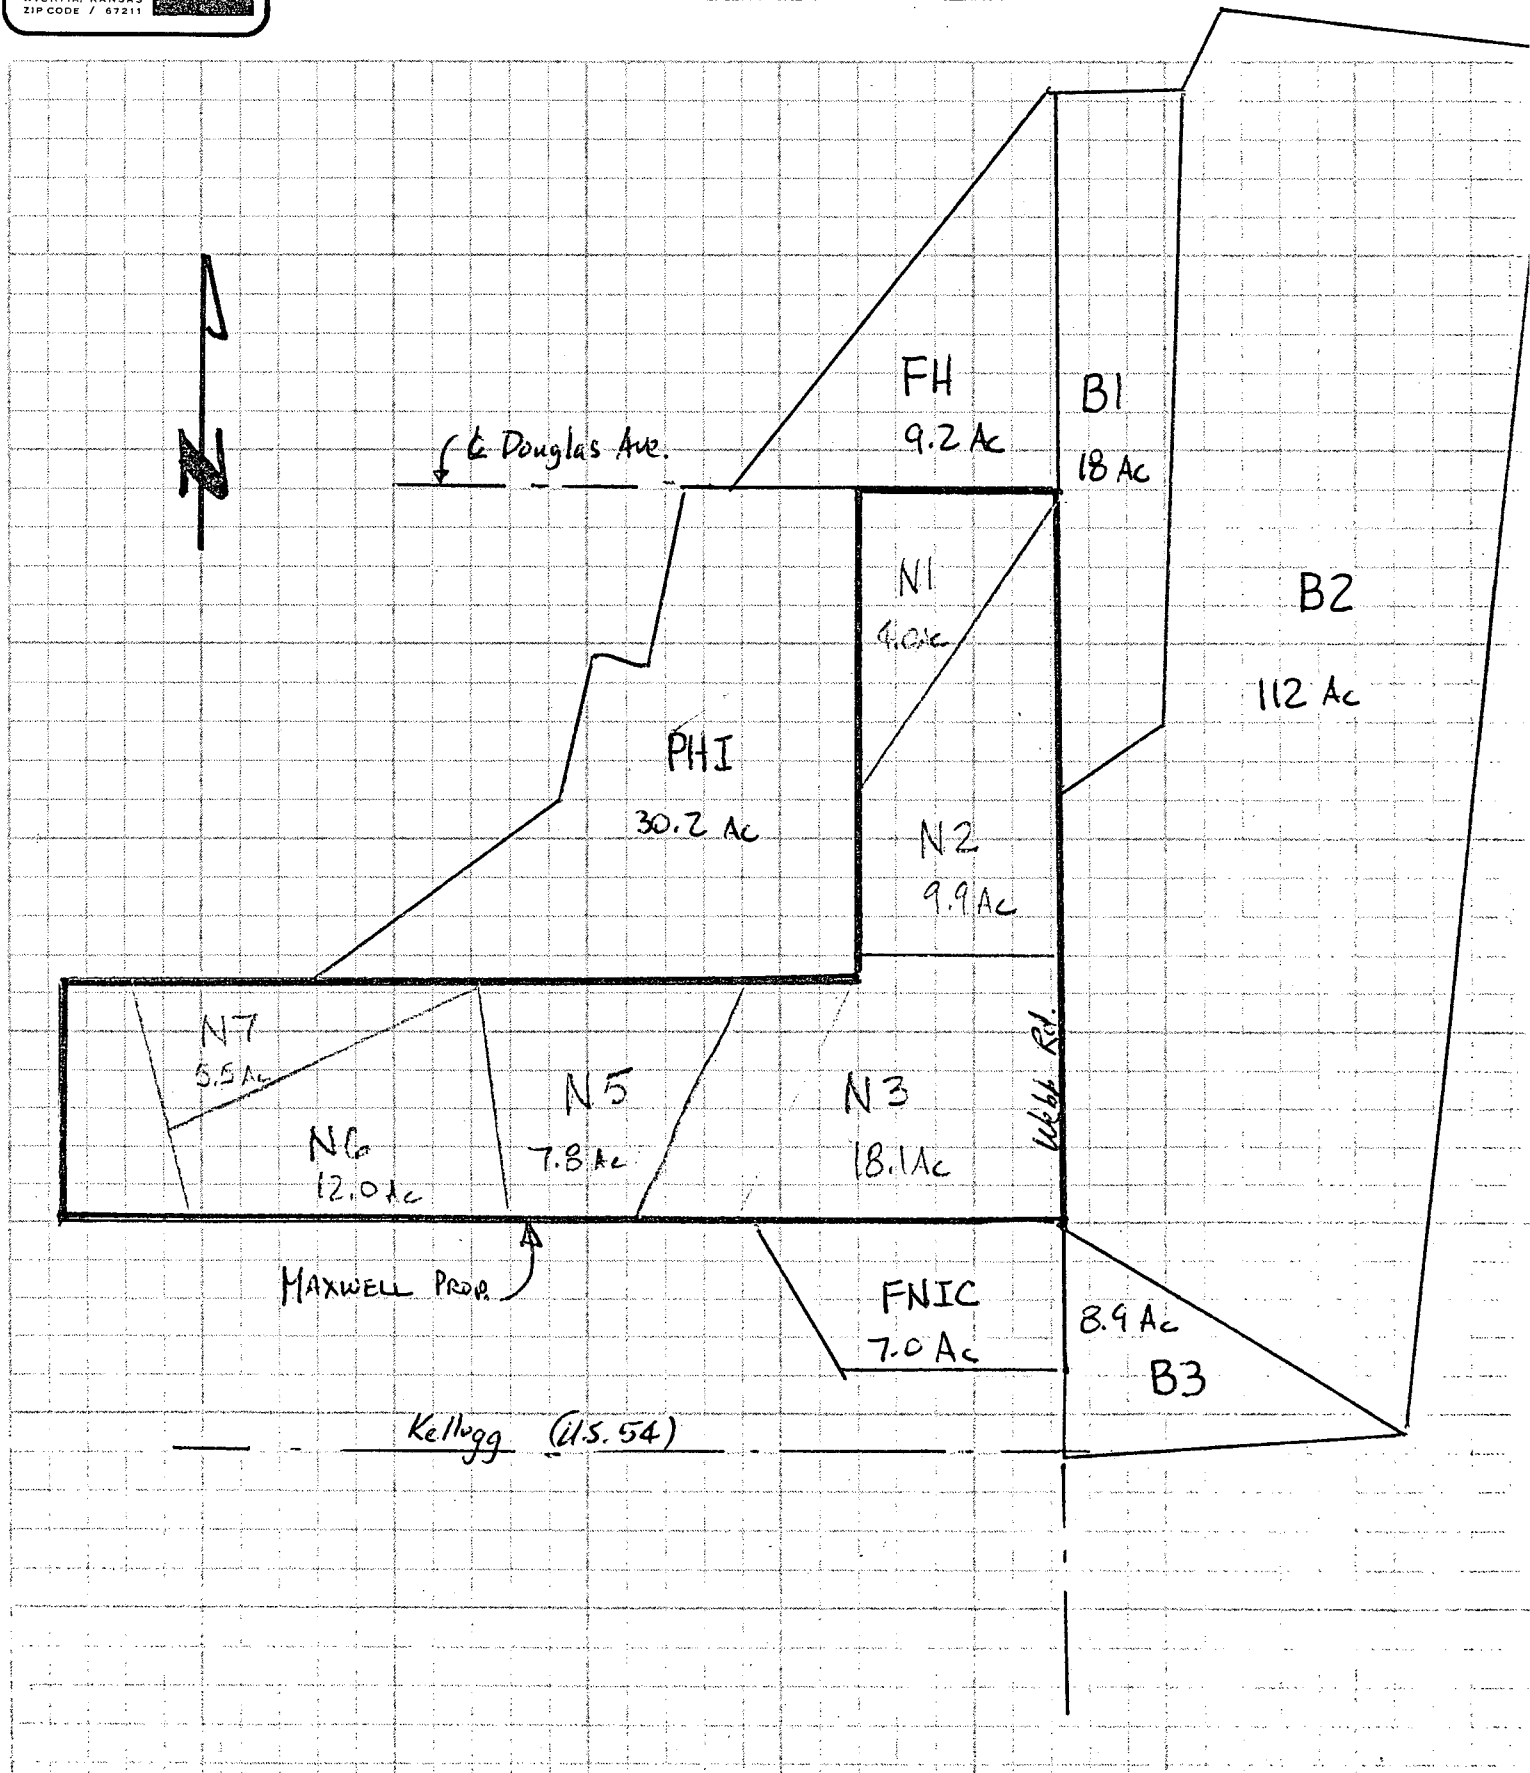 WICHITA, KANSAS
ZIP CODE / 67211
N
℄ Douglas Ave.
FH
9.2 Ac
B1
18 Ac
N1
4.0 Ac
B2
112 Ac
PHI
30.2 Ac
N2
9.9 Ac
N7
5.5 Ac
N6
12.0 Ac
N5
7.8 Ac
N3
18.1 Ac
Webb Rd.
MAXWELL PROP.
FNIC
7.0 Ac
8.9 Ac
B3
Kellogg (U.S. 54)